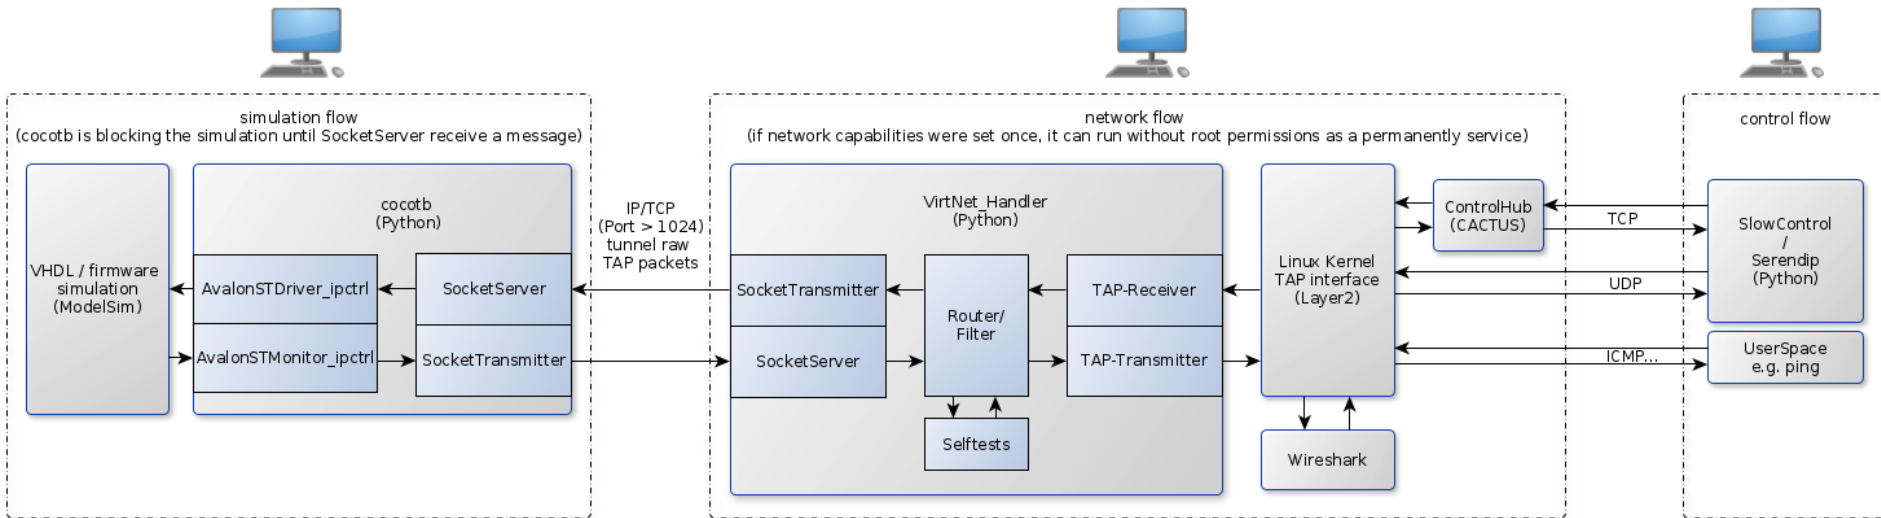 simulation flow
(cocotb is blocking the simulation until SocketServer receive a message)
VHDL / firmware
simulation
(ModelSim)
cocotb
(Python)
AvalonSTDriver_ipctrl
AvalonSTMonitor_ipctrl
SocketServer
SocketTransmitter
IP/TCP
(Port > 1024)
tunnel raw
TAP packets
network flow
(if network capabilities were set once, it can run without root permissions as a permanently service)
VirtNet_Handler
(Python)
SocketTransmitter
SocketServer
Router/
Filter
Selftests
TAP-Receiver
TAP-Transmitter
Linux Kernel
TAP interface
(Layer2)
Wireshark
ControlHub
(CACTUS)
TCP
UDP
ICMP...
control flow
SlowControl
/
Serendip
(Python)
UserSpace
e.g. ping